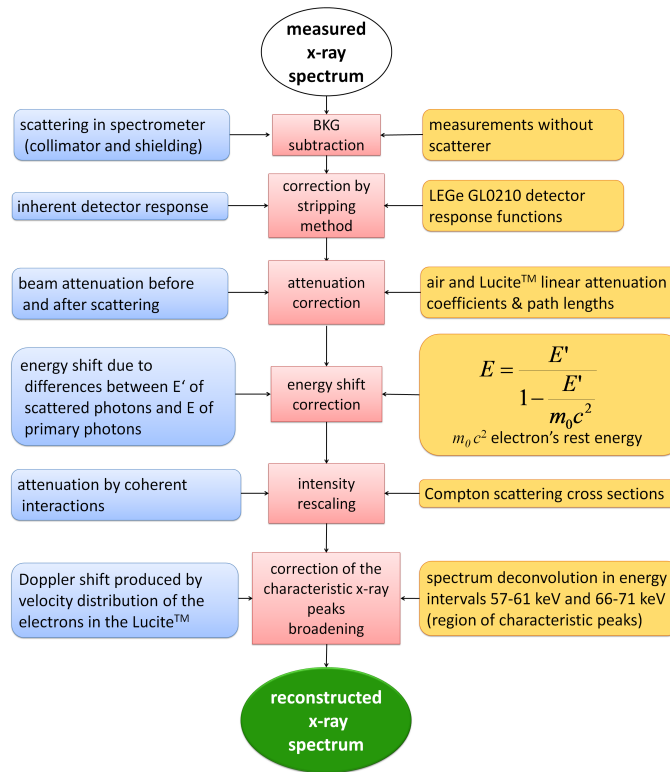 measured
x-ray
spectrum
scattering in spectrometer
(collimator and shielding)
BKG
subtraction
measurements without
scatterer
inherent detector response
correction by
stripping
method
LEGe GL0210 detector
response functions
beam attenuation before
and after scattering
attenuation
correction
air and Lucite™ linear attenuation
coefficients & path lengths
energy shift due to
differences between E‘ of
scattered photons and E of
primary photons
energy shift
correction
E = E' / (1 − E' / m₀c²)
m₀ c² electron’s rest energy
attenuation by coherent
interactions
intensity
rescaling
Compton scattering cross sections
Doppler shift produced by
velocity distribution of the
electrons in the Lucite™
correction of the
characteristic x-ray
peaks
broadening
spectrum deconvolution in energy
intervals 57-61 keV and 66-71 keV
(region of characteristic peaks)
reconstructed
x-ray
spectrum